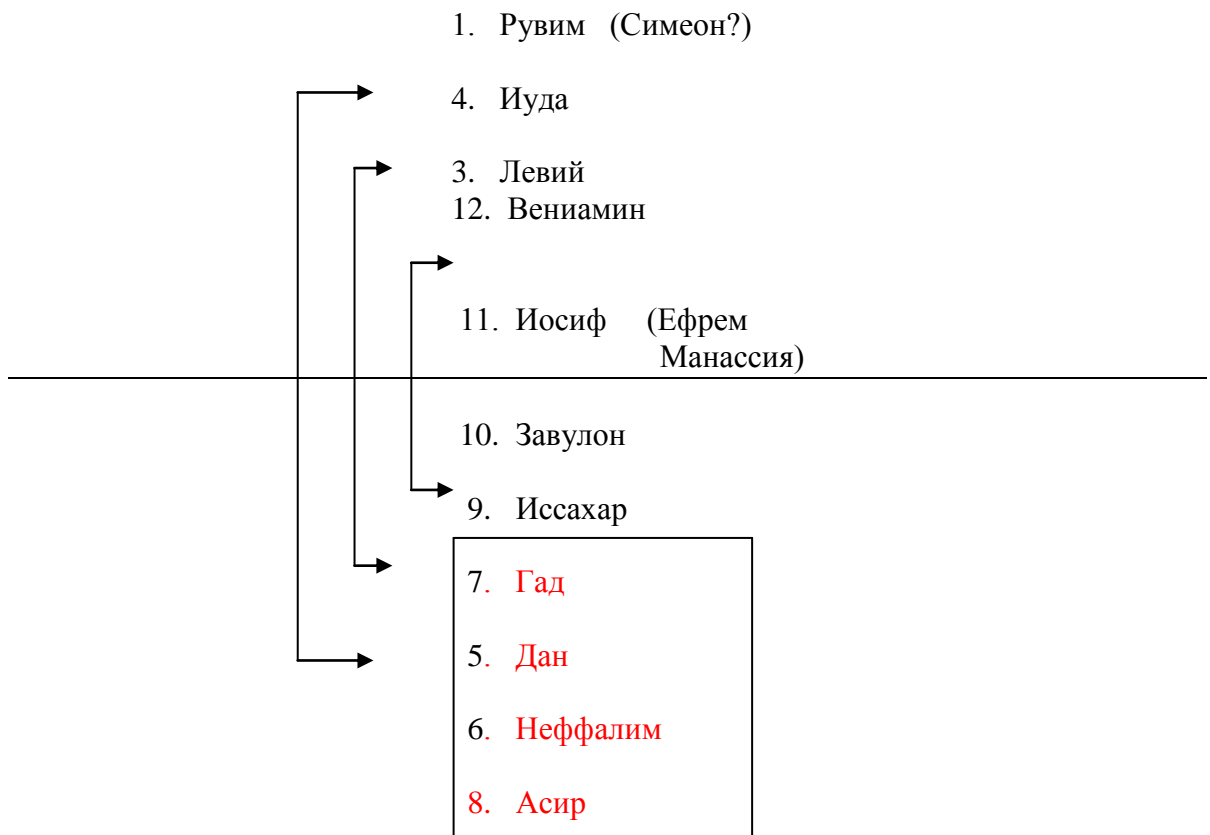 1. Рувим (Симеон?)
4. Иуда
3. Левий
12. Вениамин
11. Иосиф (Ефрем
Манассия)
10. Завулон
9. Иссахар
7. Гад
5. Дан
6. Неффалим
8. Асир